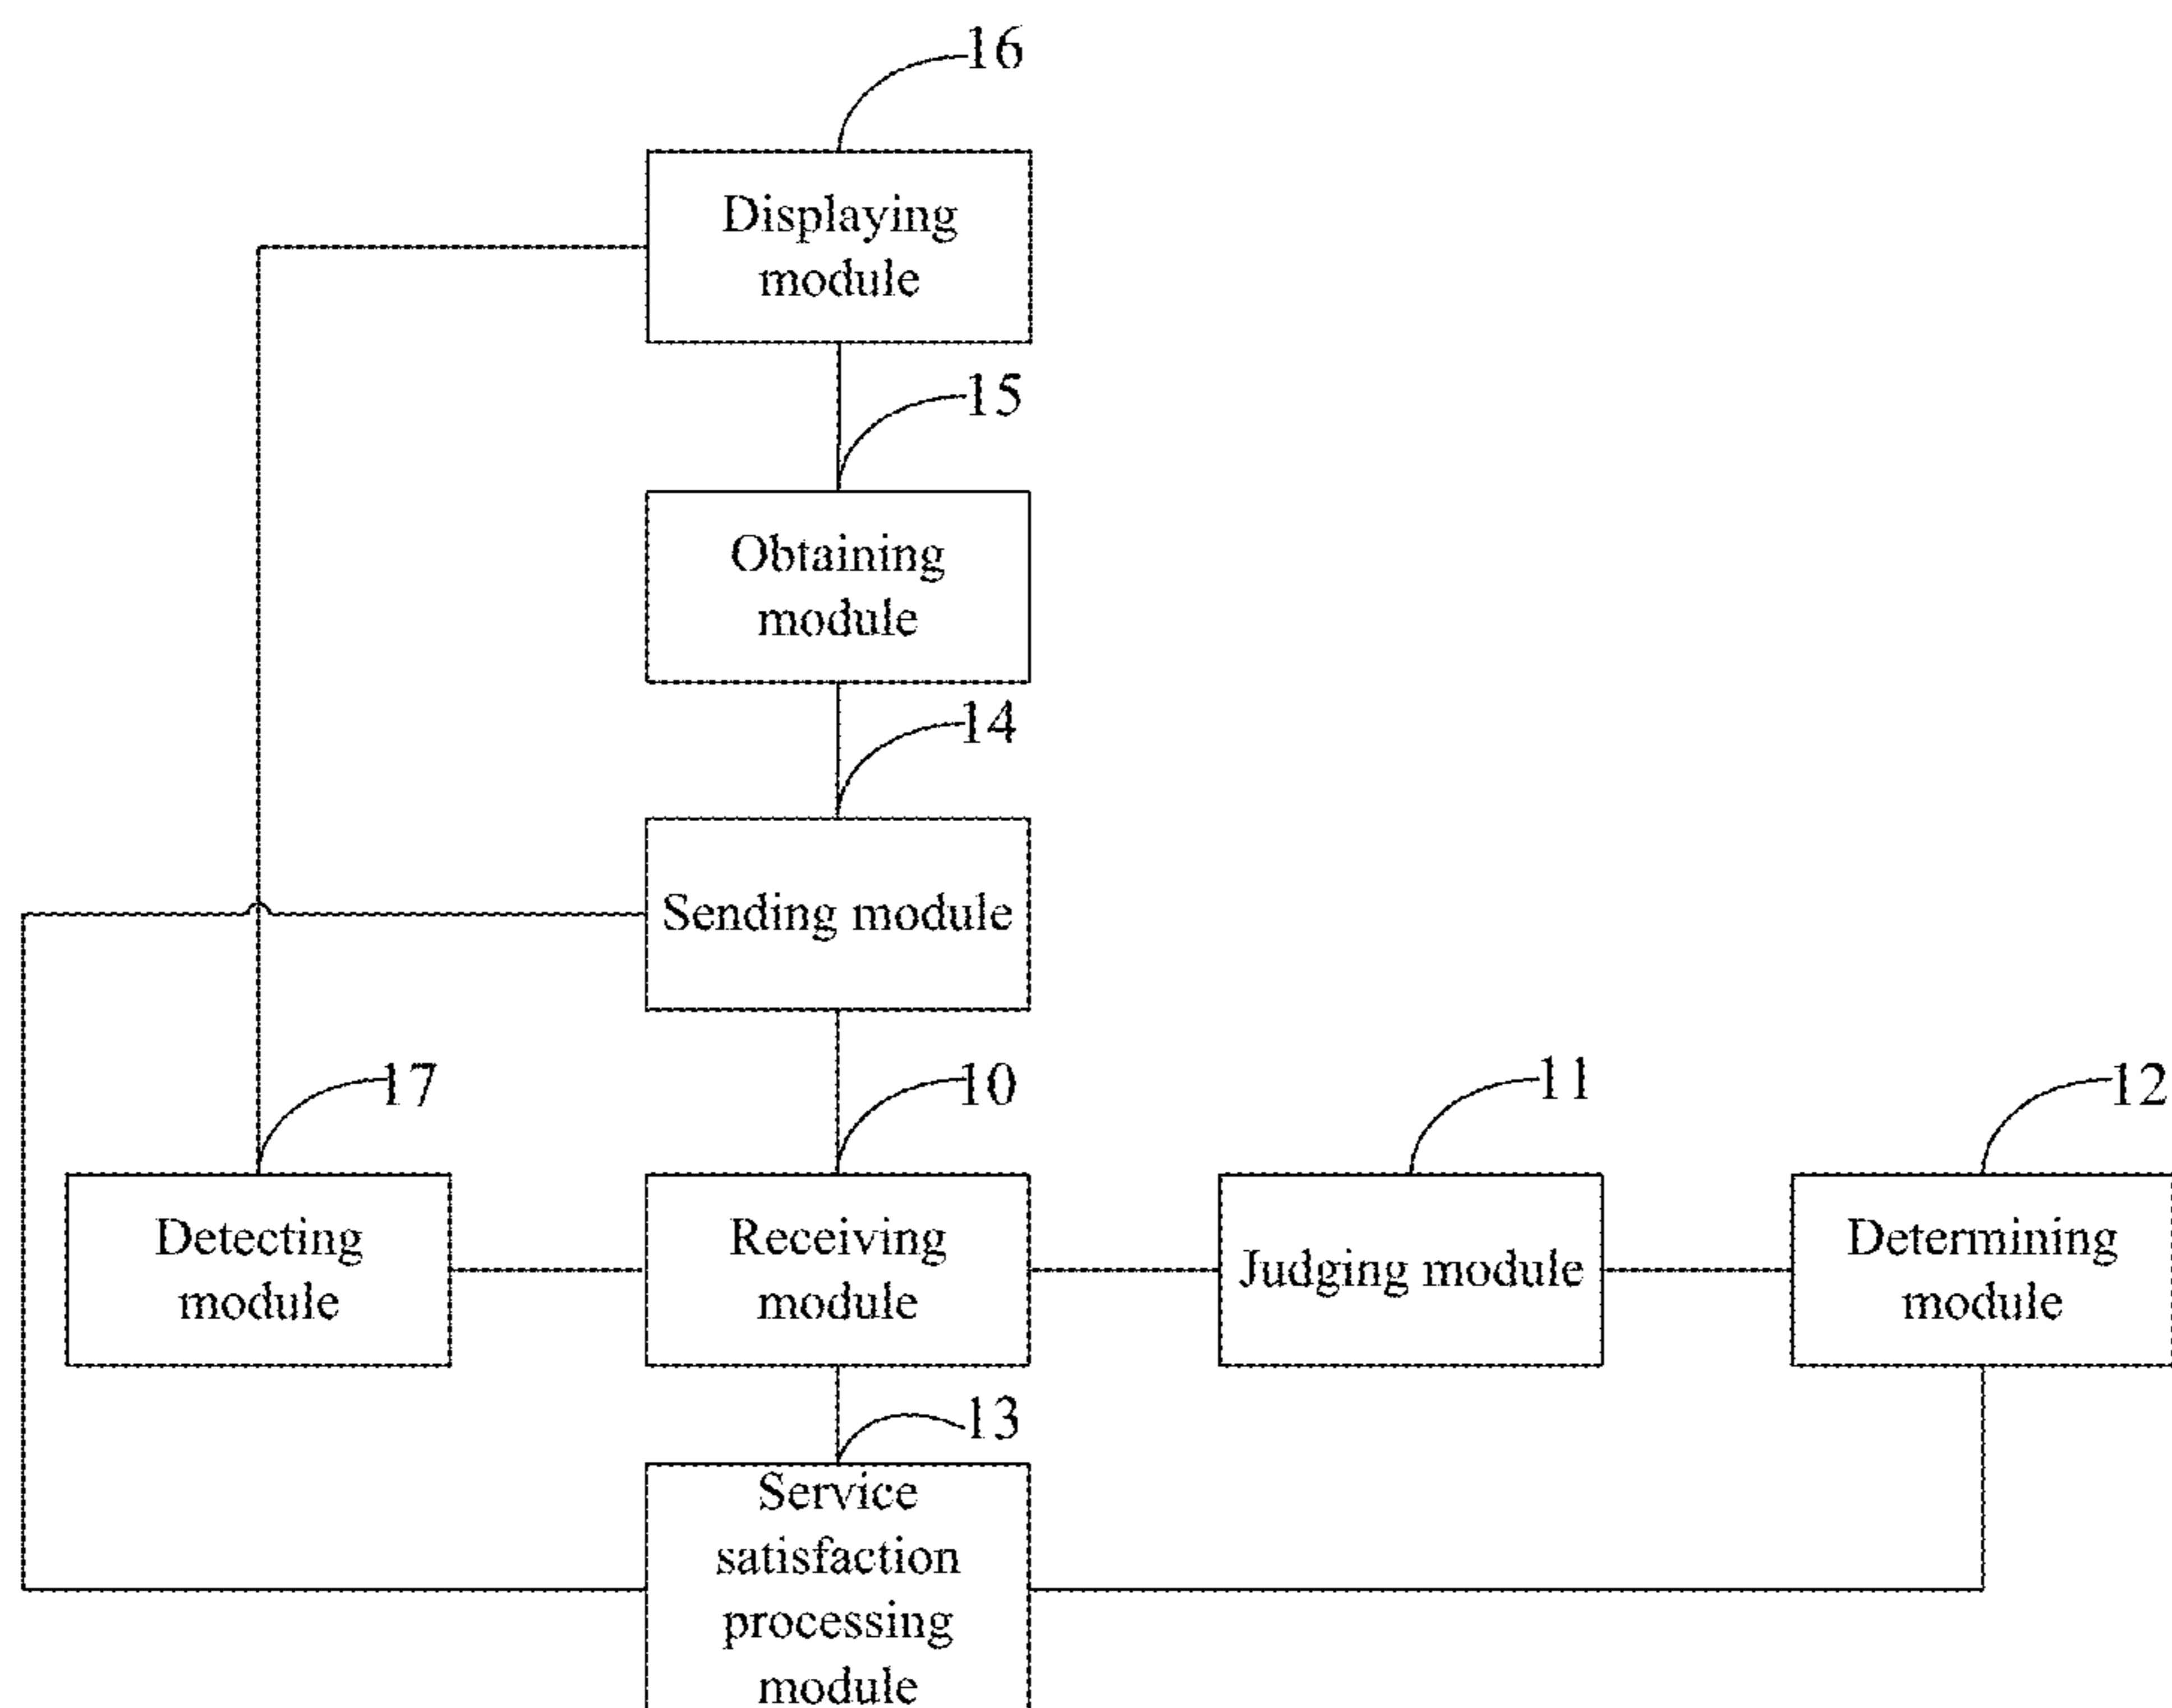 16
Displaying
module
15
Obtaining
module
14
Sending module
17
10
11
12
Detecting
module
Receiving
module
Judging module
Determining
module
13
Service
satisfaction
processing
module